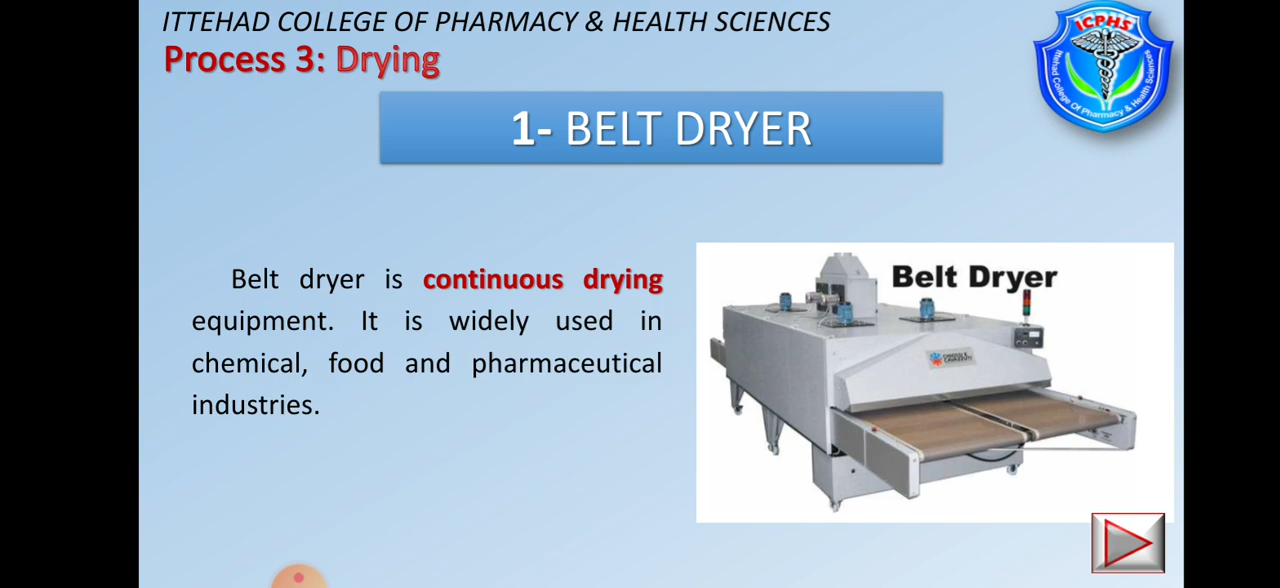 ITTEHAD COLLEGE OF PHARMACY & HEALTH SCIENCES
Process 3: Drying
ICPHS
Ittehad College Of Pharmacy & Health Sciences
1- BELT DRYER
Belt dryer is continuous drying
equipment. It is widely used in
chemical, food and pharmaceutical
industries.
Belt Dryer